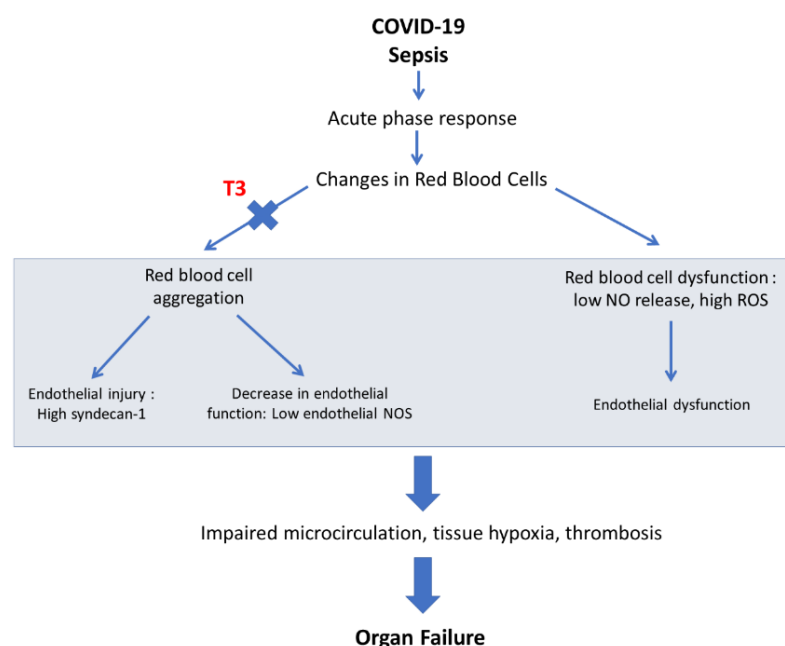 COVID-19
Sepsis
Acute phase response
Changes in Red Blood Cells
T3
Red blood cell
aggregation
Red blood cell dysfunction :
low NO release, high ROS
Endothelial injury :
High syndecan-1
Decrease in endothelial
function: Low endothelial NOS
Endothelial dysfunction
Impaired microcirculation, tissue hypoxia, thrombosis
Organ Failure